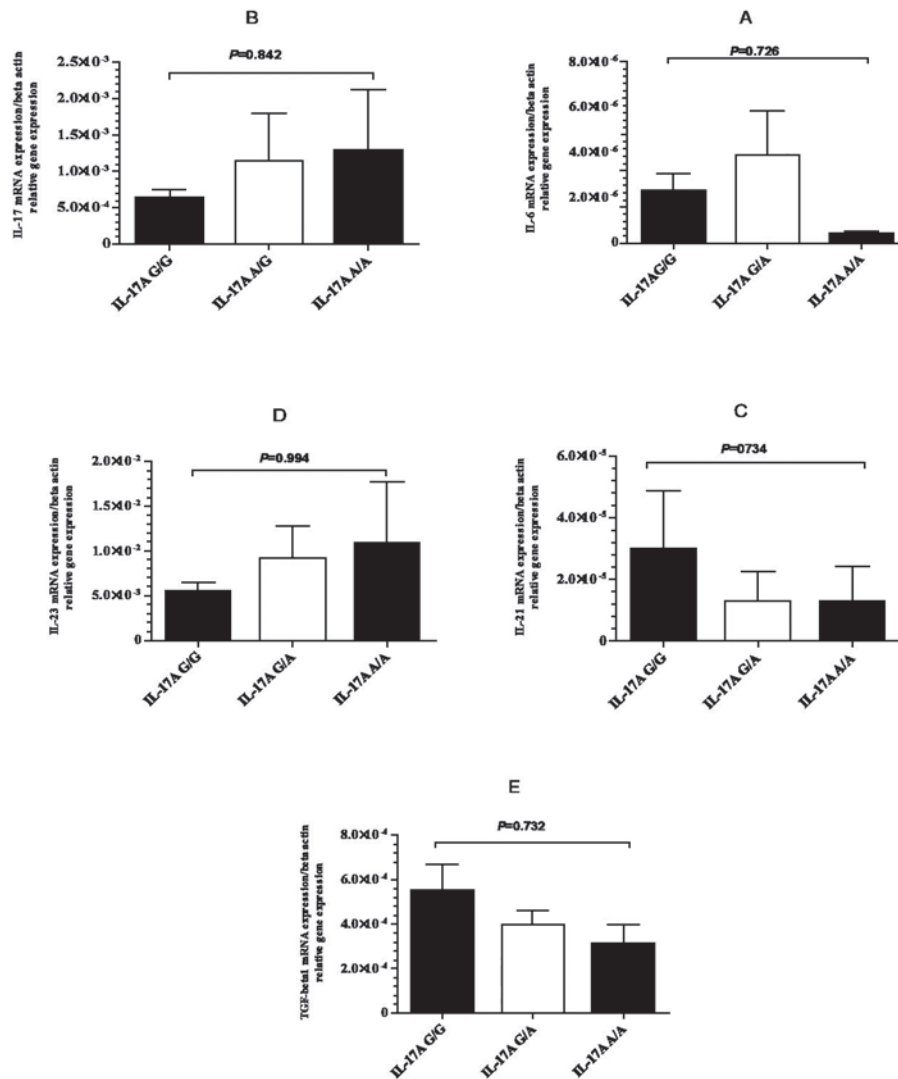 B
P=0.842
IL-17 mRNA expression/beta actin
relative gene expression
2.5×10⁻³
2.0×10⁻³
1.5×10⁻³
1.0×10⁻³
5.0×10⁻⁴
0
IL-17A G/G
IL-17A A/G
IL-17A A/A
A
P=0.726
IL-6 mRNA expression/beta actin
relative gene expression
8.0×10⁻⁶
6.0×10⁻⁶
4.0×10⁻⁶
2.0×10⁻⁶
0
IL-17A G/G
IL-17A G/A
IL-17A A/A
D
P=0.994
IL-23 mRNA expression/beta actin
relative gene expression
2.0×10⁻²
1.5×10⁻²
1.0×10⁻²
5.0×10⁻³
0
IL-17A G/G
IL-17A G/A
IL-17A A/A
C
P=0734
IL-21 mRNA expression/beta actin
relative gene expression
6.0×10⁻⁵
4.0×10⁻⁵
2.0×10⁻⁵
0
IL-17A G/G
IL-17A G/A
IL-17A A/A
E
P=0.732
TGF-beta1 mRNA expression/beta actin
relative gene expression
8.0×10⁻⁴
6.0×10⁻⁴
4.0×10⁻⁴
2.0×10⁻⁴
0
IL-17A G/G
IL-17A G/A
IL-17A A/A